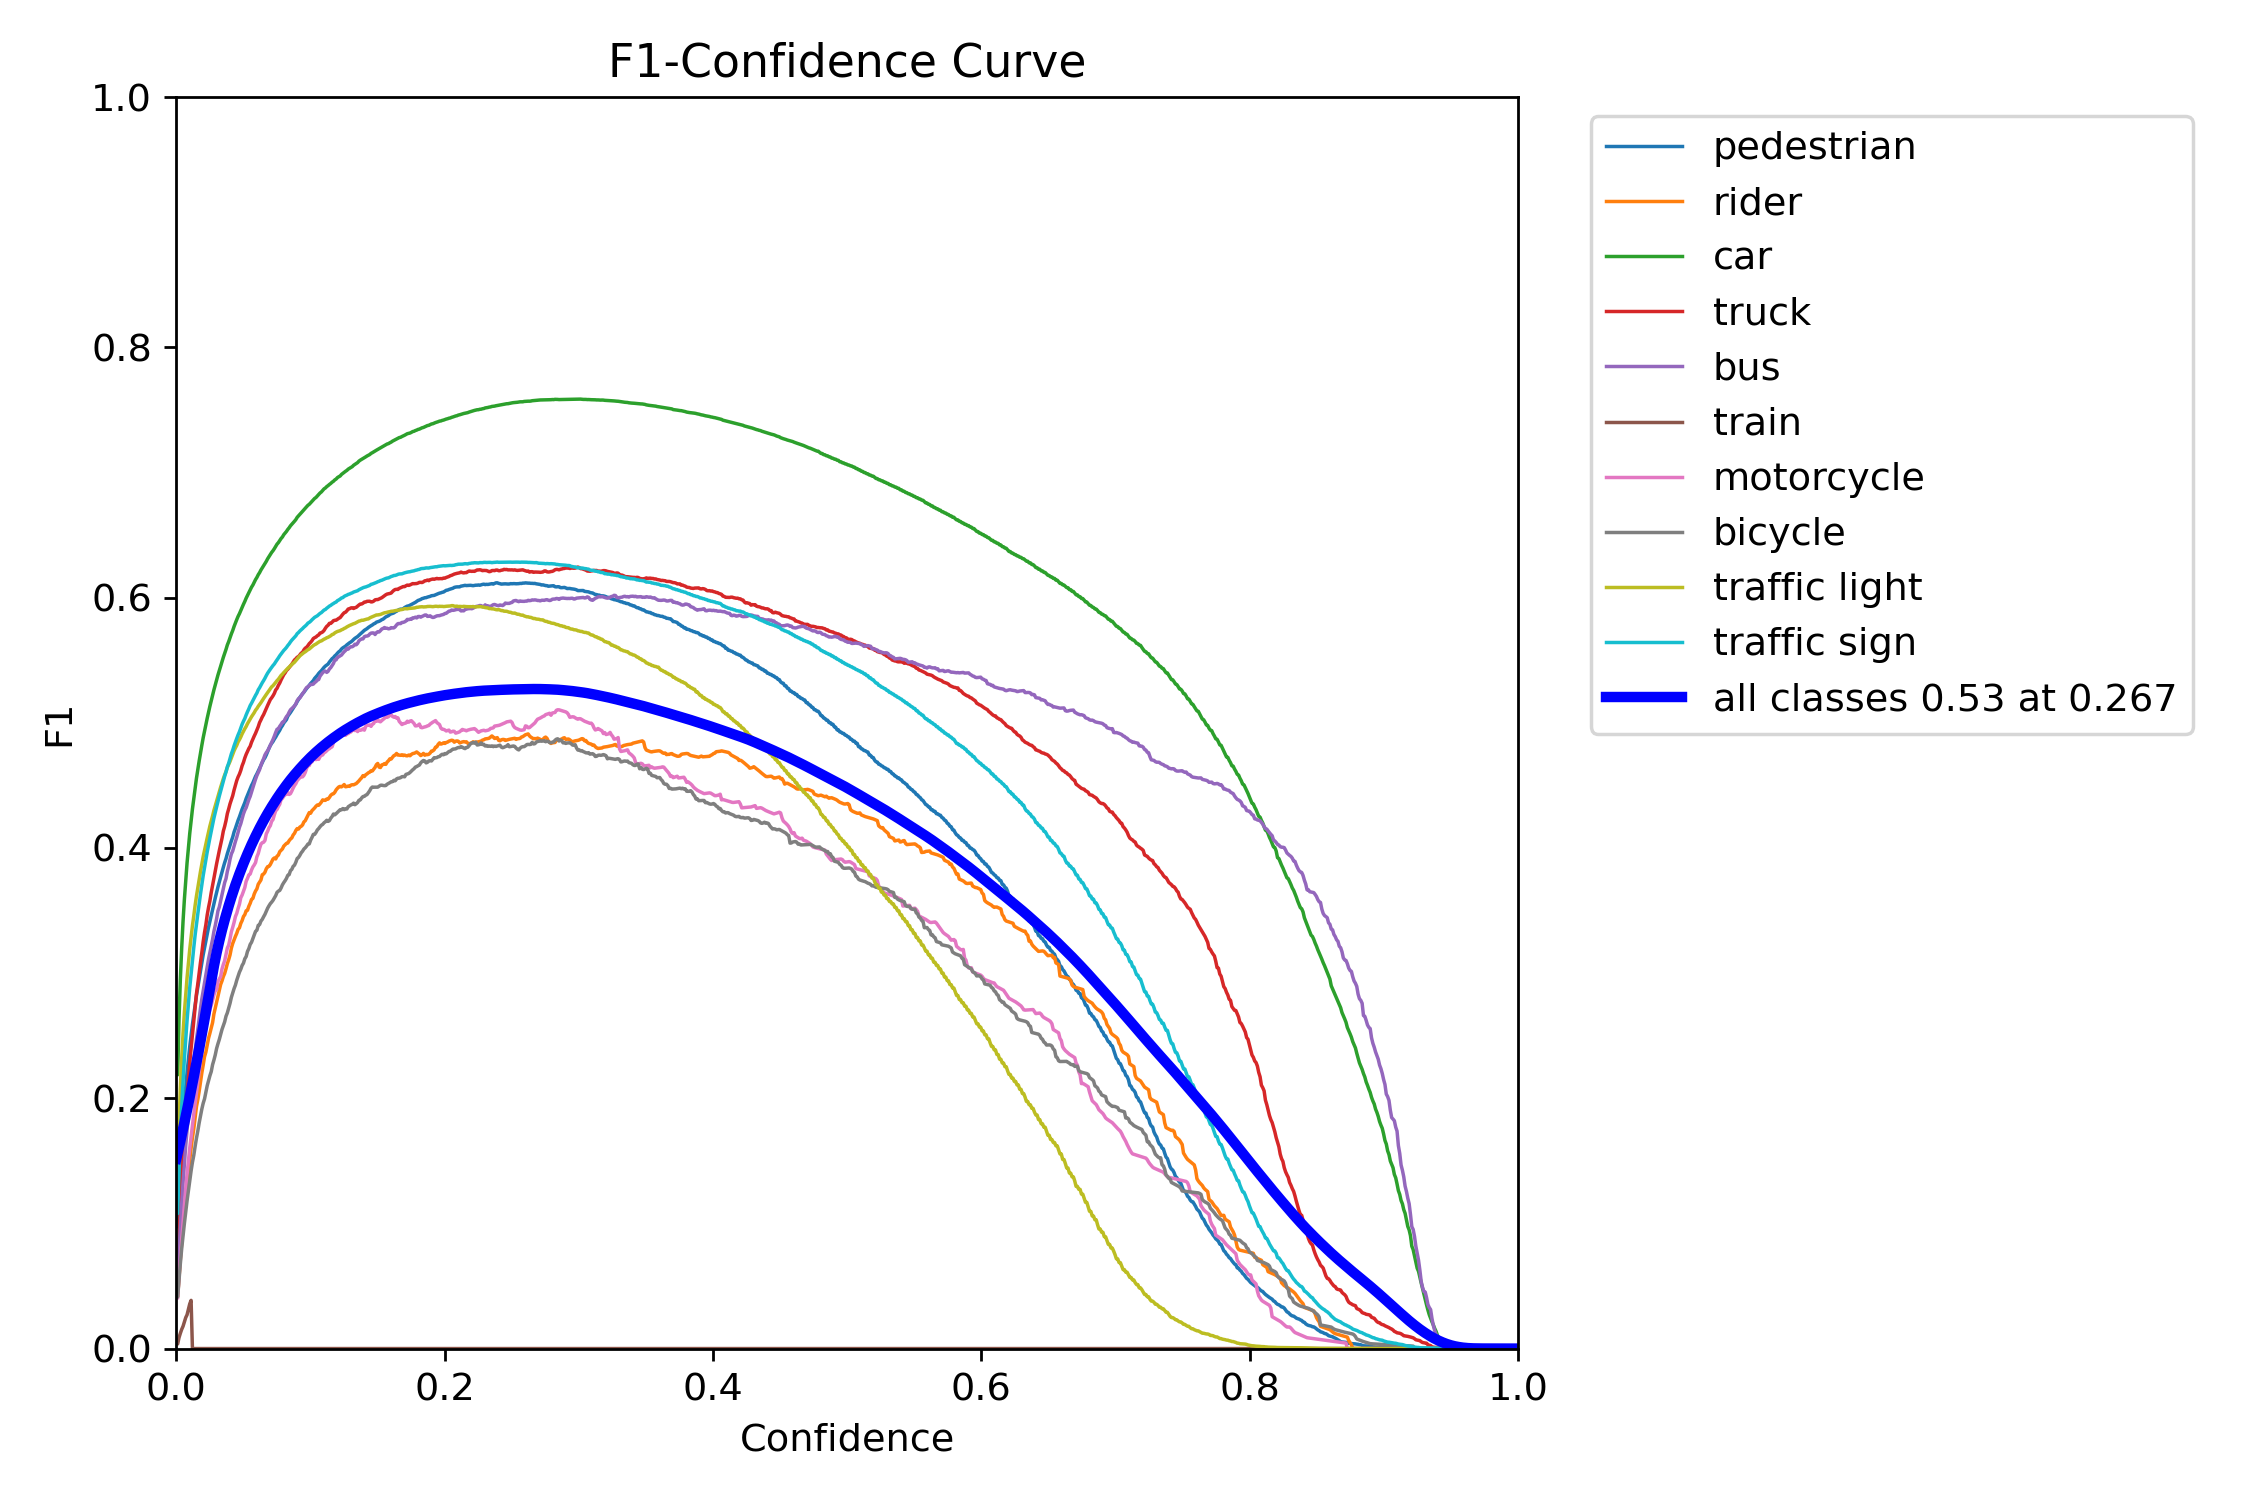 F1-Confidence Curve
1.0
0.8
0.6
0.4
0.2
0.0
F1
0.0 0.2 0.4 0.6 0.8 1.0
Confidence
pedestrian
rider
car
truck
bus
train
motorcycle
bicycle
traffic light
traffic sign
all classes 0.53 at 0.267